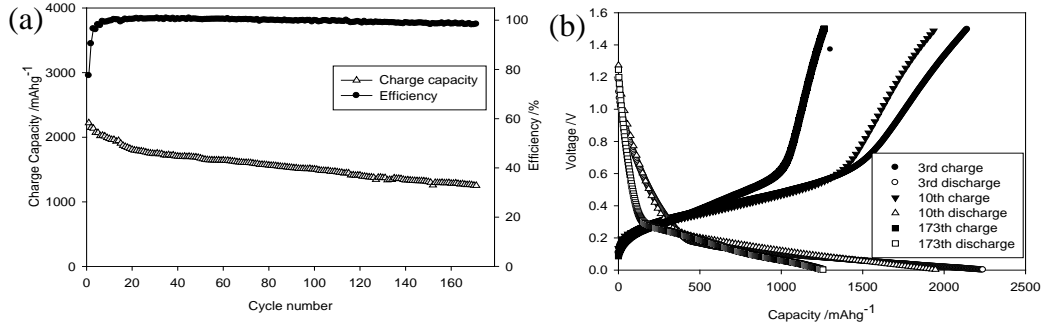 (a)
4000
3000
2000
1000
0
Charge Capacity /mAhg-1
100
80
60
40
20
0
Efficiency /%
Charge capacity
Efficiency
0 20 40 60 80 100 120 140 160
Cycle number
(b)
1.6
1.4
1.2
1.0
0.8
0.6
0.4
0.2
0.0
Voltage /V
3rd charge
3rd discharge
10th charge
10th discharge
173th charge
173th discharge
0 500 1000 1500 2000 2500
Capacity /mAhg-1